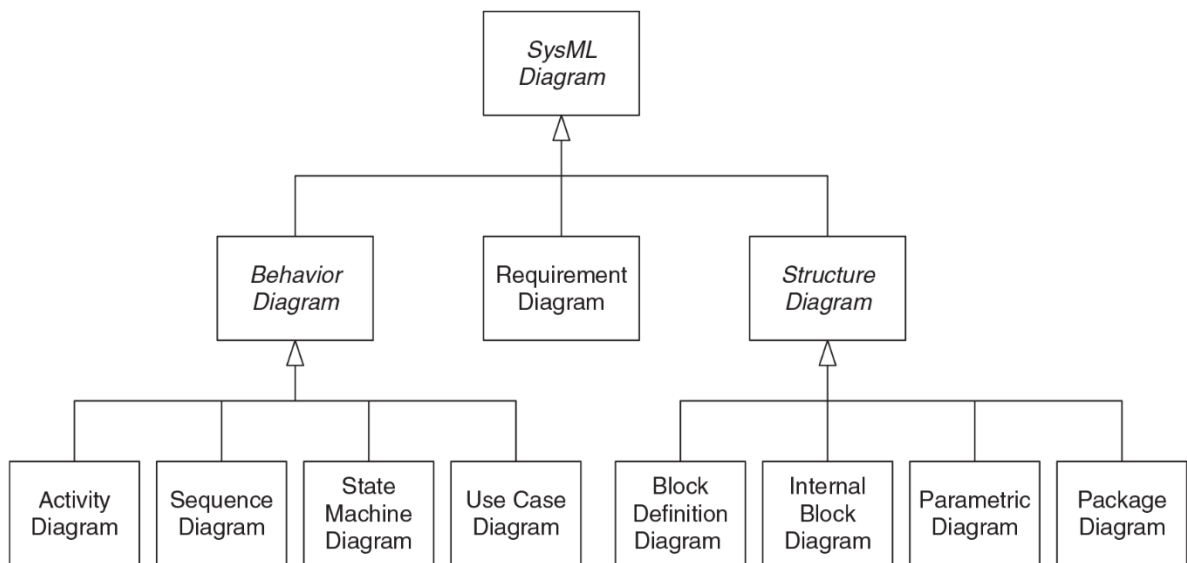 SysML
Diagram
Behavior
Diagram
Requirement
Diagram
Structure
Diagram
Activity
Diagram
Sequence
Diagram
State
Machine
Diagram
Use Case
Diagram
Block
Definition
Diagram
Internal
Block
Diagram
Parametric
Diagram
Package
Diagram